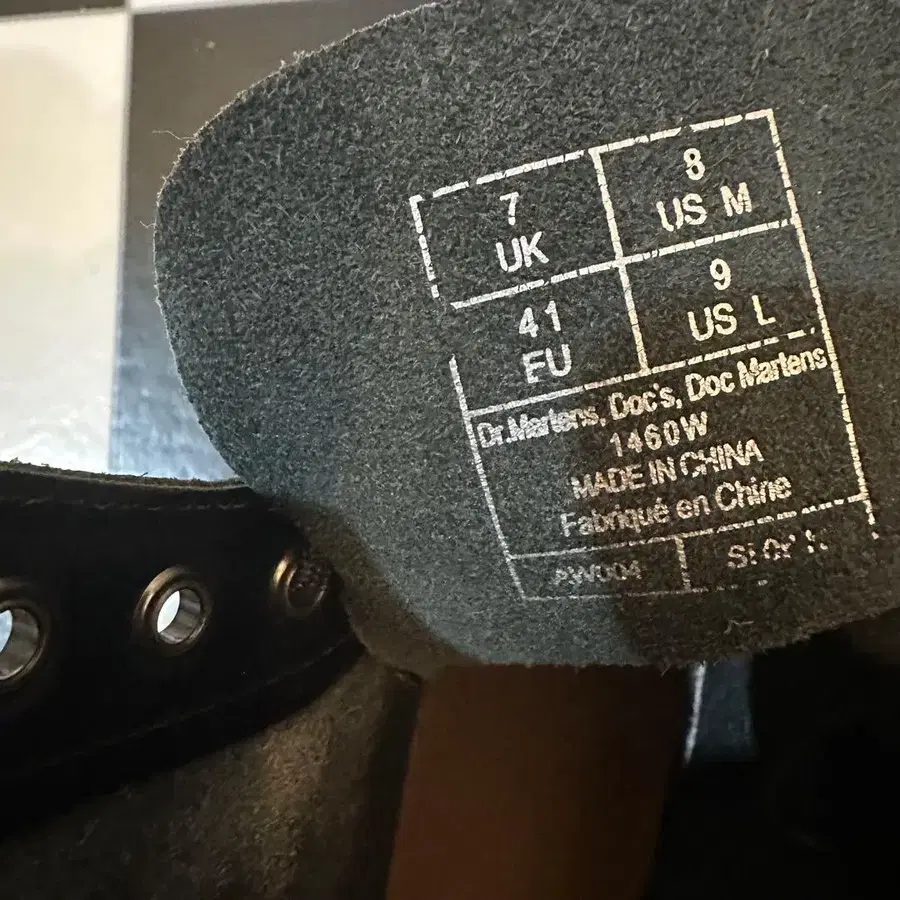 7
UK
8
US M
41
EU
9
US L
Dr.Martens, Doc's, Doc Martens
1460W
MADE IN CHINA
Fabriqué en Chine
PW004